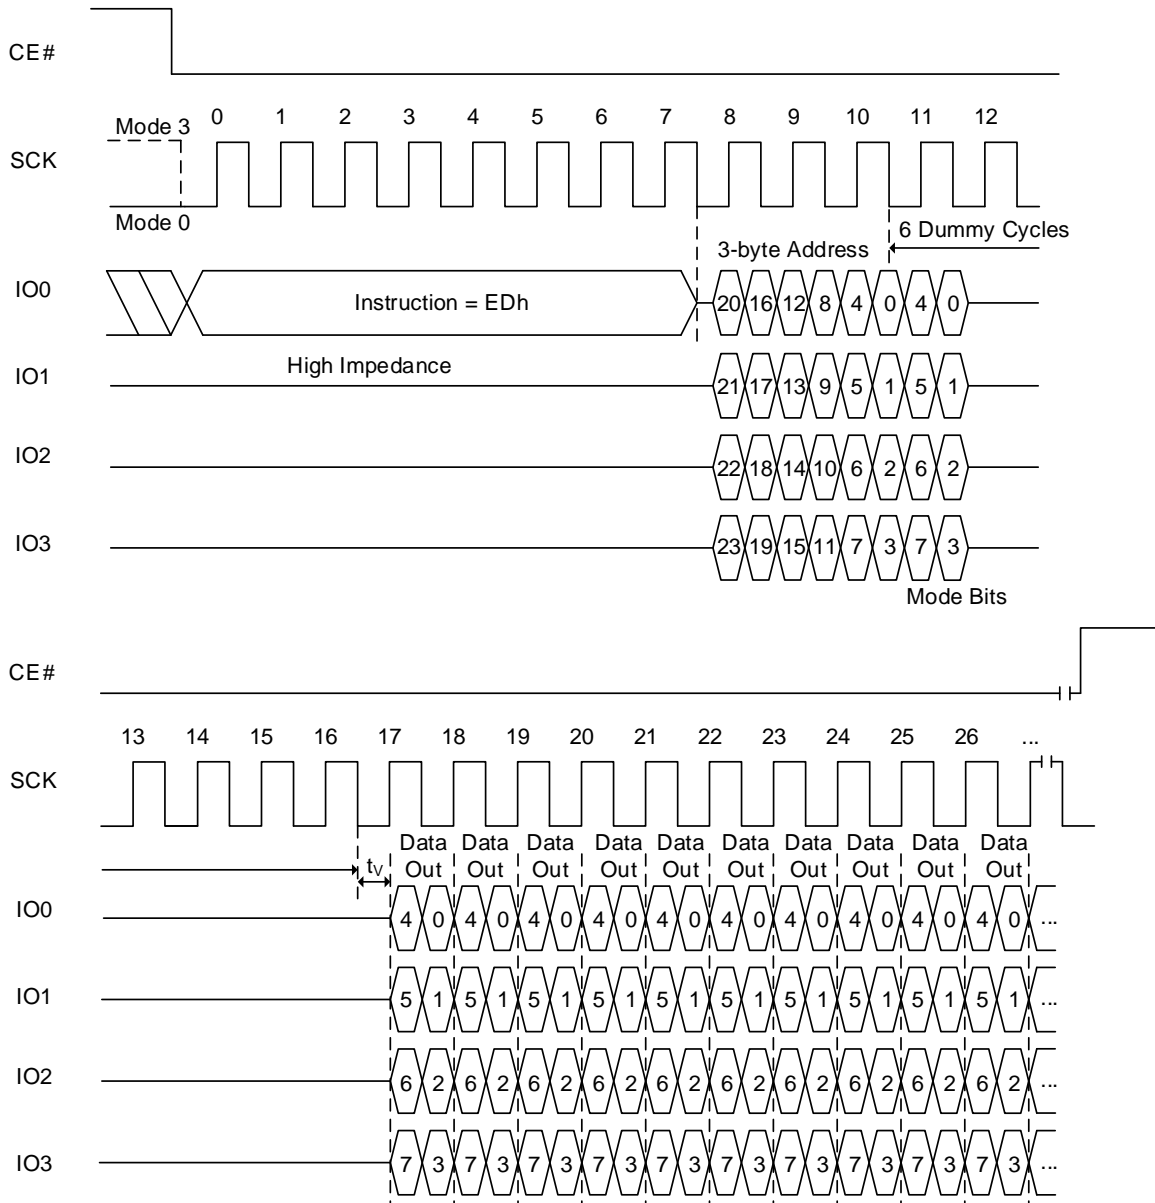 CE#
Mode 3 0 1 2 3 4 5 6 7 8 9 10 11 12
SCK
Mode 0
6 Dummy Cycles
3-byte Address
IO0 Instruction = EDh 20 16 12 8 4 0 4 0
High Impedance
IO1 21 17 13 9 5 1 5 1
IO2 22 18 14 10 6 2 6 2
IO3 23 19 15 11 7 3 7 3
Mode Bits
CE#
13 14 15 16 17 18 19 20 21 22 23 24 25 26 ...
SCK
Data Data Data Data Data Data Data Data Data Data
tV Out Out Out Out Out Out Out Out Out Out
IO0 4 0 4 0 4 0 4 0 4 0 4 0 4 0 4 0 4 0 4 0 ...
IO1 5 1 5 1 5 1 5 1 5 1 5 1 5 1 5 1 5 1 5 1 ...
IO2 6 2 6 2 6 2 6 2 6 2 6 2 6 2 6 2 6 2 6 2 ...
IO3 7 3 7 3 7 3 7 3 7 3 7 3 7 3 7 3 7 3 7 3 ...